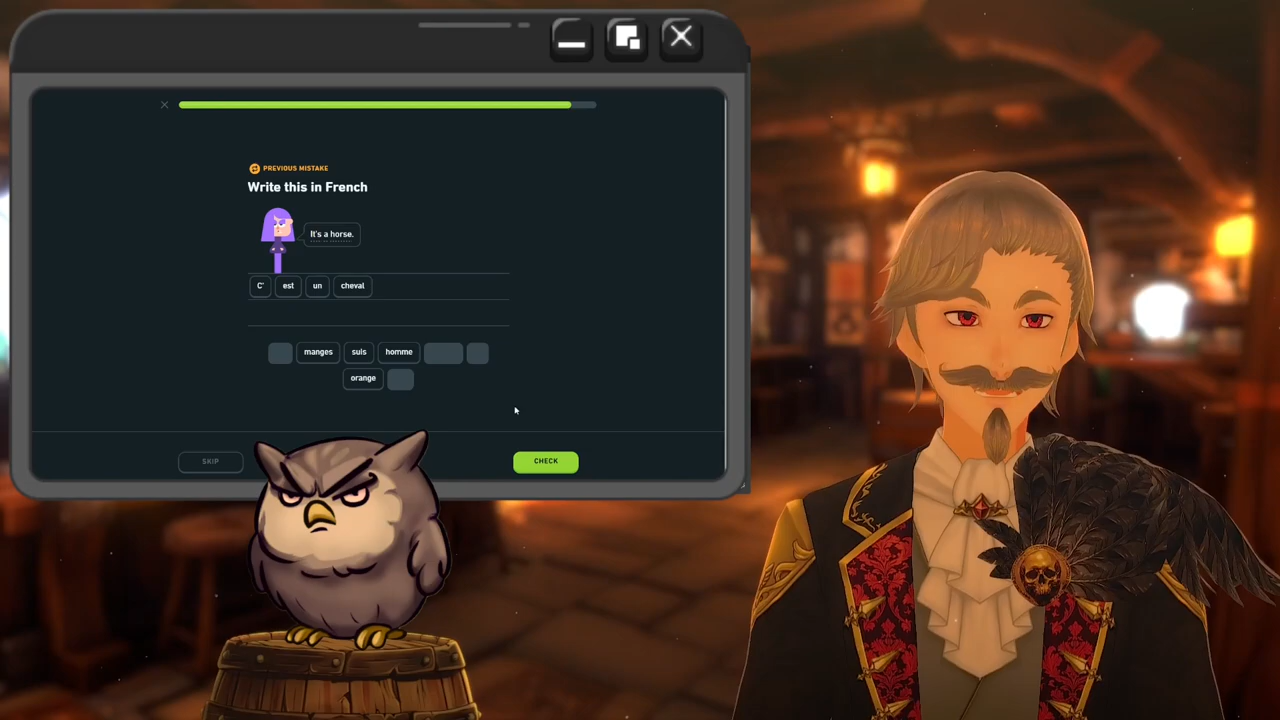 PREVIOUS MISTAKE
Write this in French
It's a horse.
C' est un cheval
manges suis homme
orange
SKIP CHECK